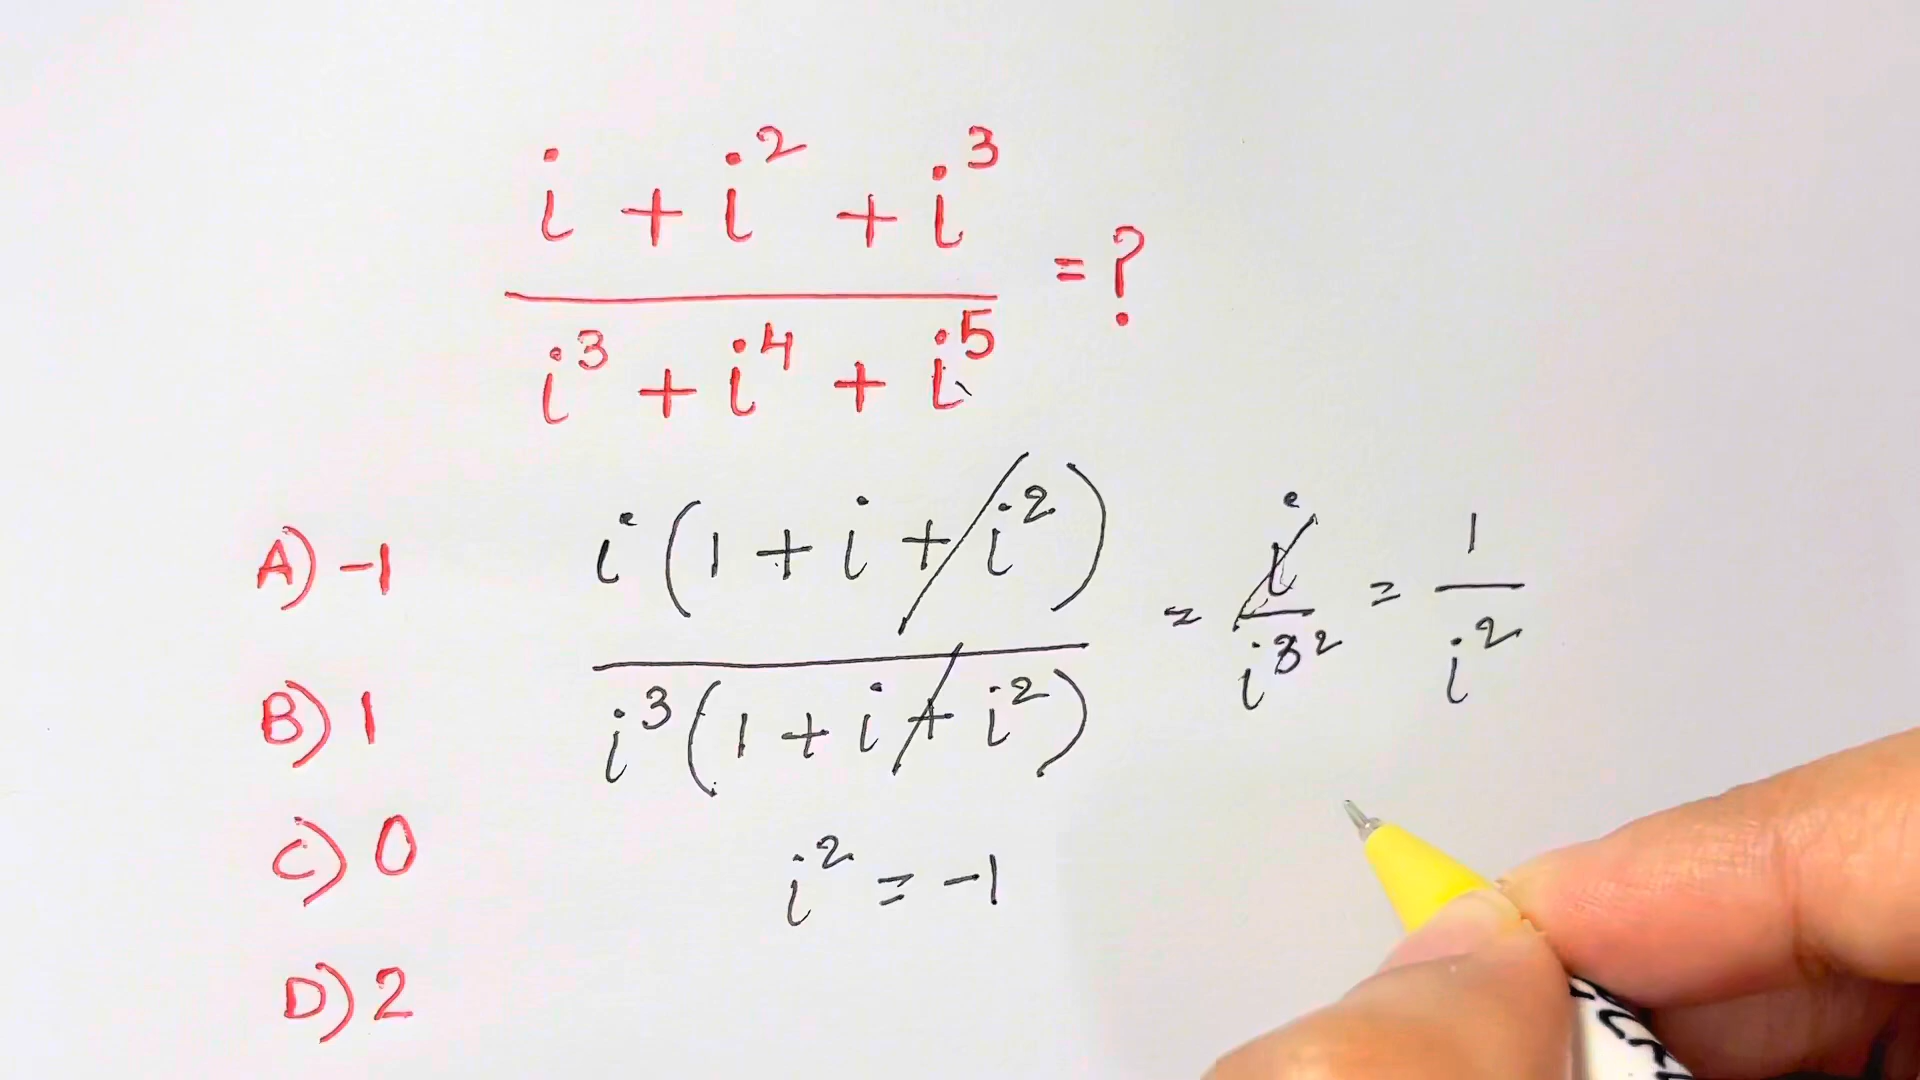 i + i² + i³ / i³ + i⁴ + i⁵ = ?
A) -1
i(1 + i + i²) / i³(1 + i + i²) = i / i³ ² = 1 / i²
B) 1
C) 0
i² = -1
D) 2